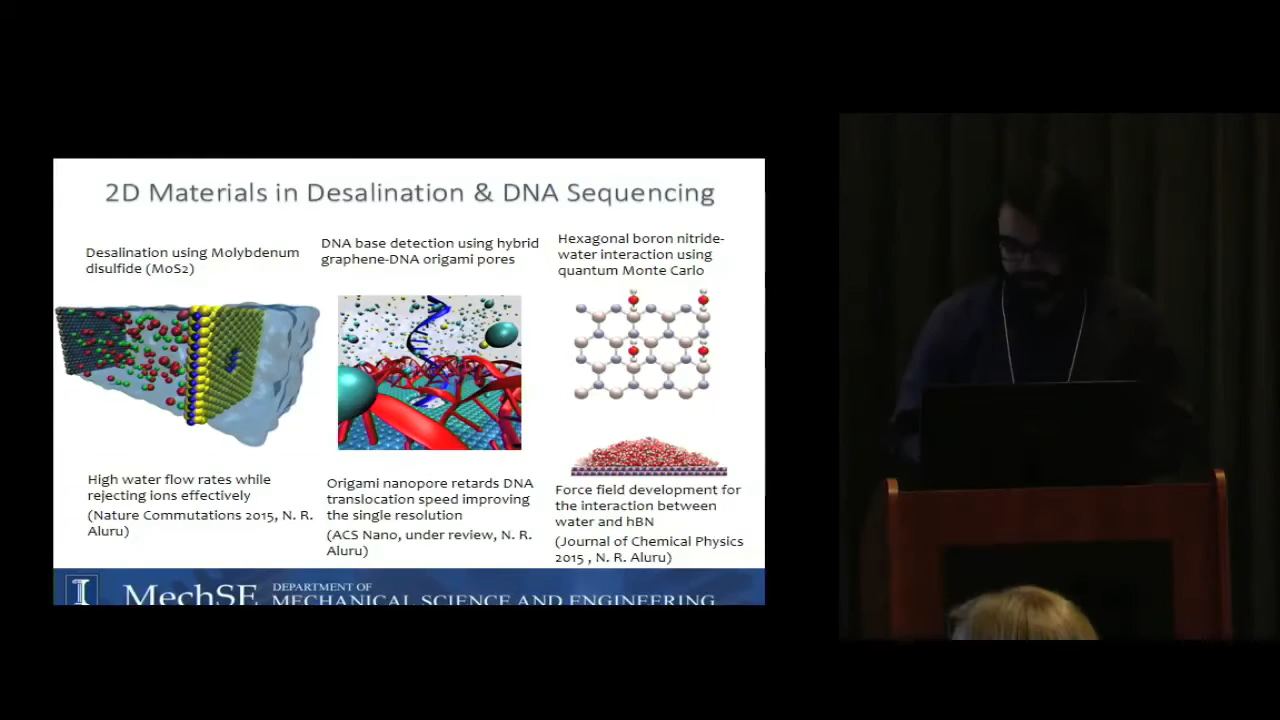 2D Materials in Desalination & DNA Sequencing
Desalination using Molybdenum
disulfide (MoS2)
High water flow rates while
rejecting ions effectively
(Nature Commutations 2015, N. R.
Aluru)
DNA base detection using hybrid
graphene-DNA origami pores
Origami nanopore retards DNA
translocation speed improving
the single resolution
(ACS Nano, under review, N. R.
Aluru)
Hexagonal boron nitride-
water interaction using
quantum Monte Carlo
Force field development for
the interaction between
water and hBN
(Journal of Chemical Physics
2015 , N. R. Aluru)
I
MechSE
DEPARTMENT OF
MECHANICAL SCIENCE AND ENGINEERING